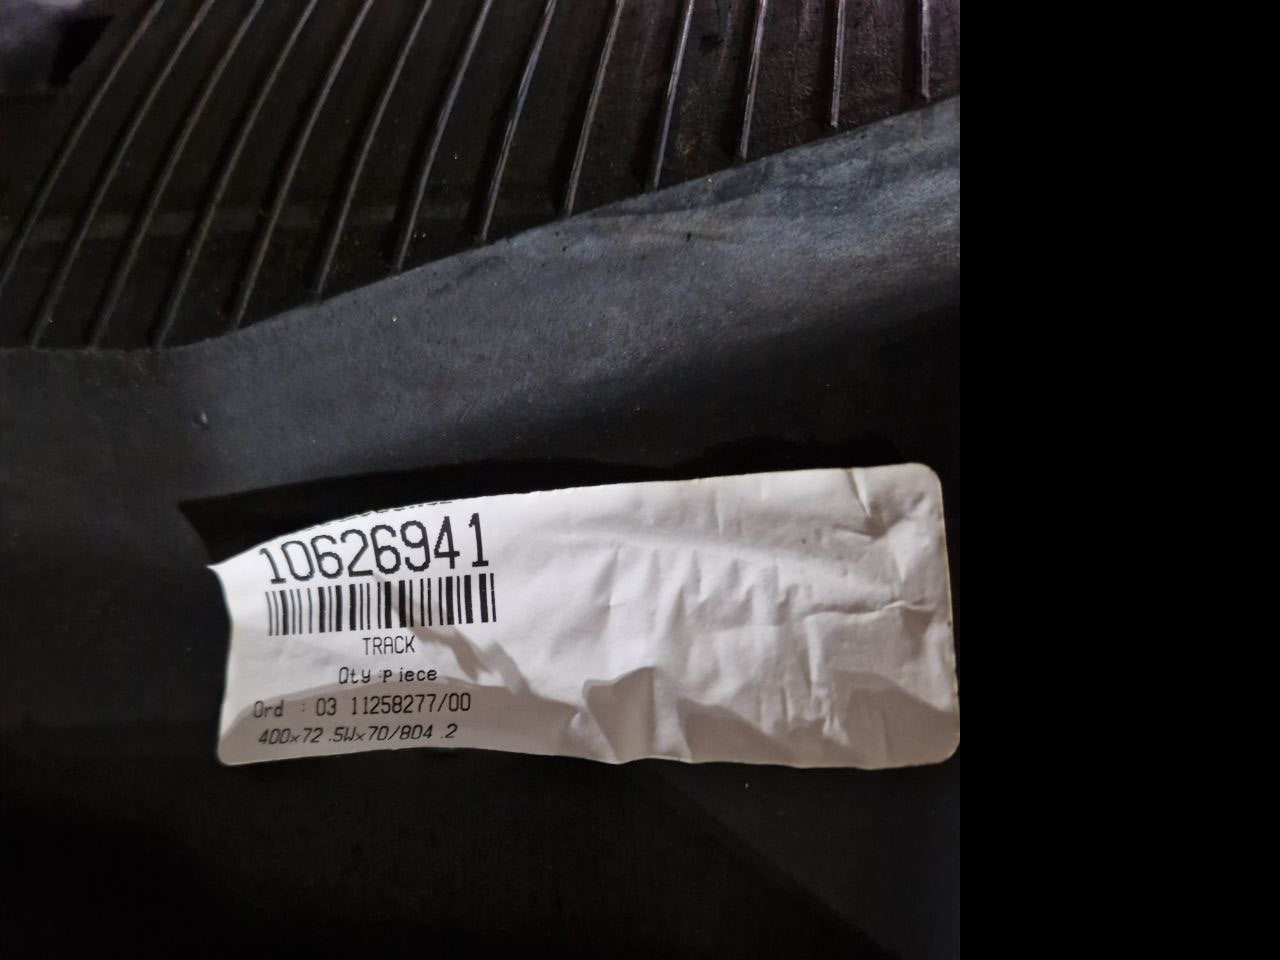 10626941
TRACK
Qty :piece
Ord : 03 11258277/00
400x72.5Wx70/804.2